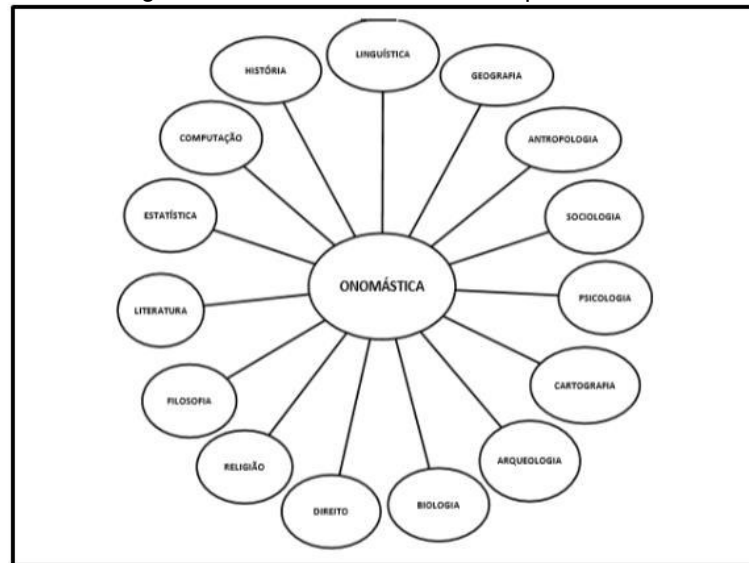 LINGUÍSTICA
GEOGRAFIA
ANTROPOLOGIA
SOCIOLOGIA
PSICOLOGIA
CARTOGRAFIA
ARQUEOLOGIA
BIOLOGIA
DIREITO
RELIGIÃO
FILOSOFIA
LITERATURA
ESTATÍSTICA
COMPUTAÇÃO
HISTÓRIA
ONOMÁSTICA